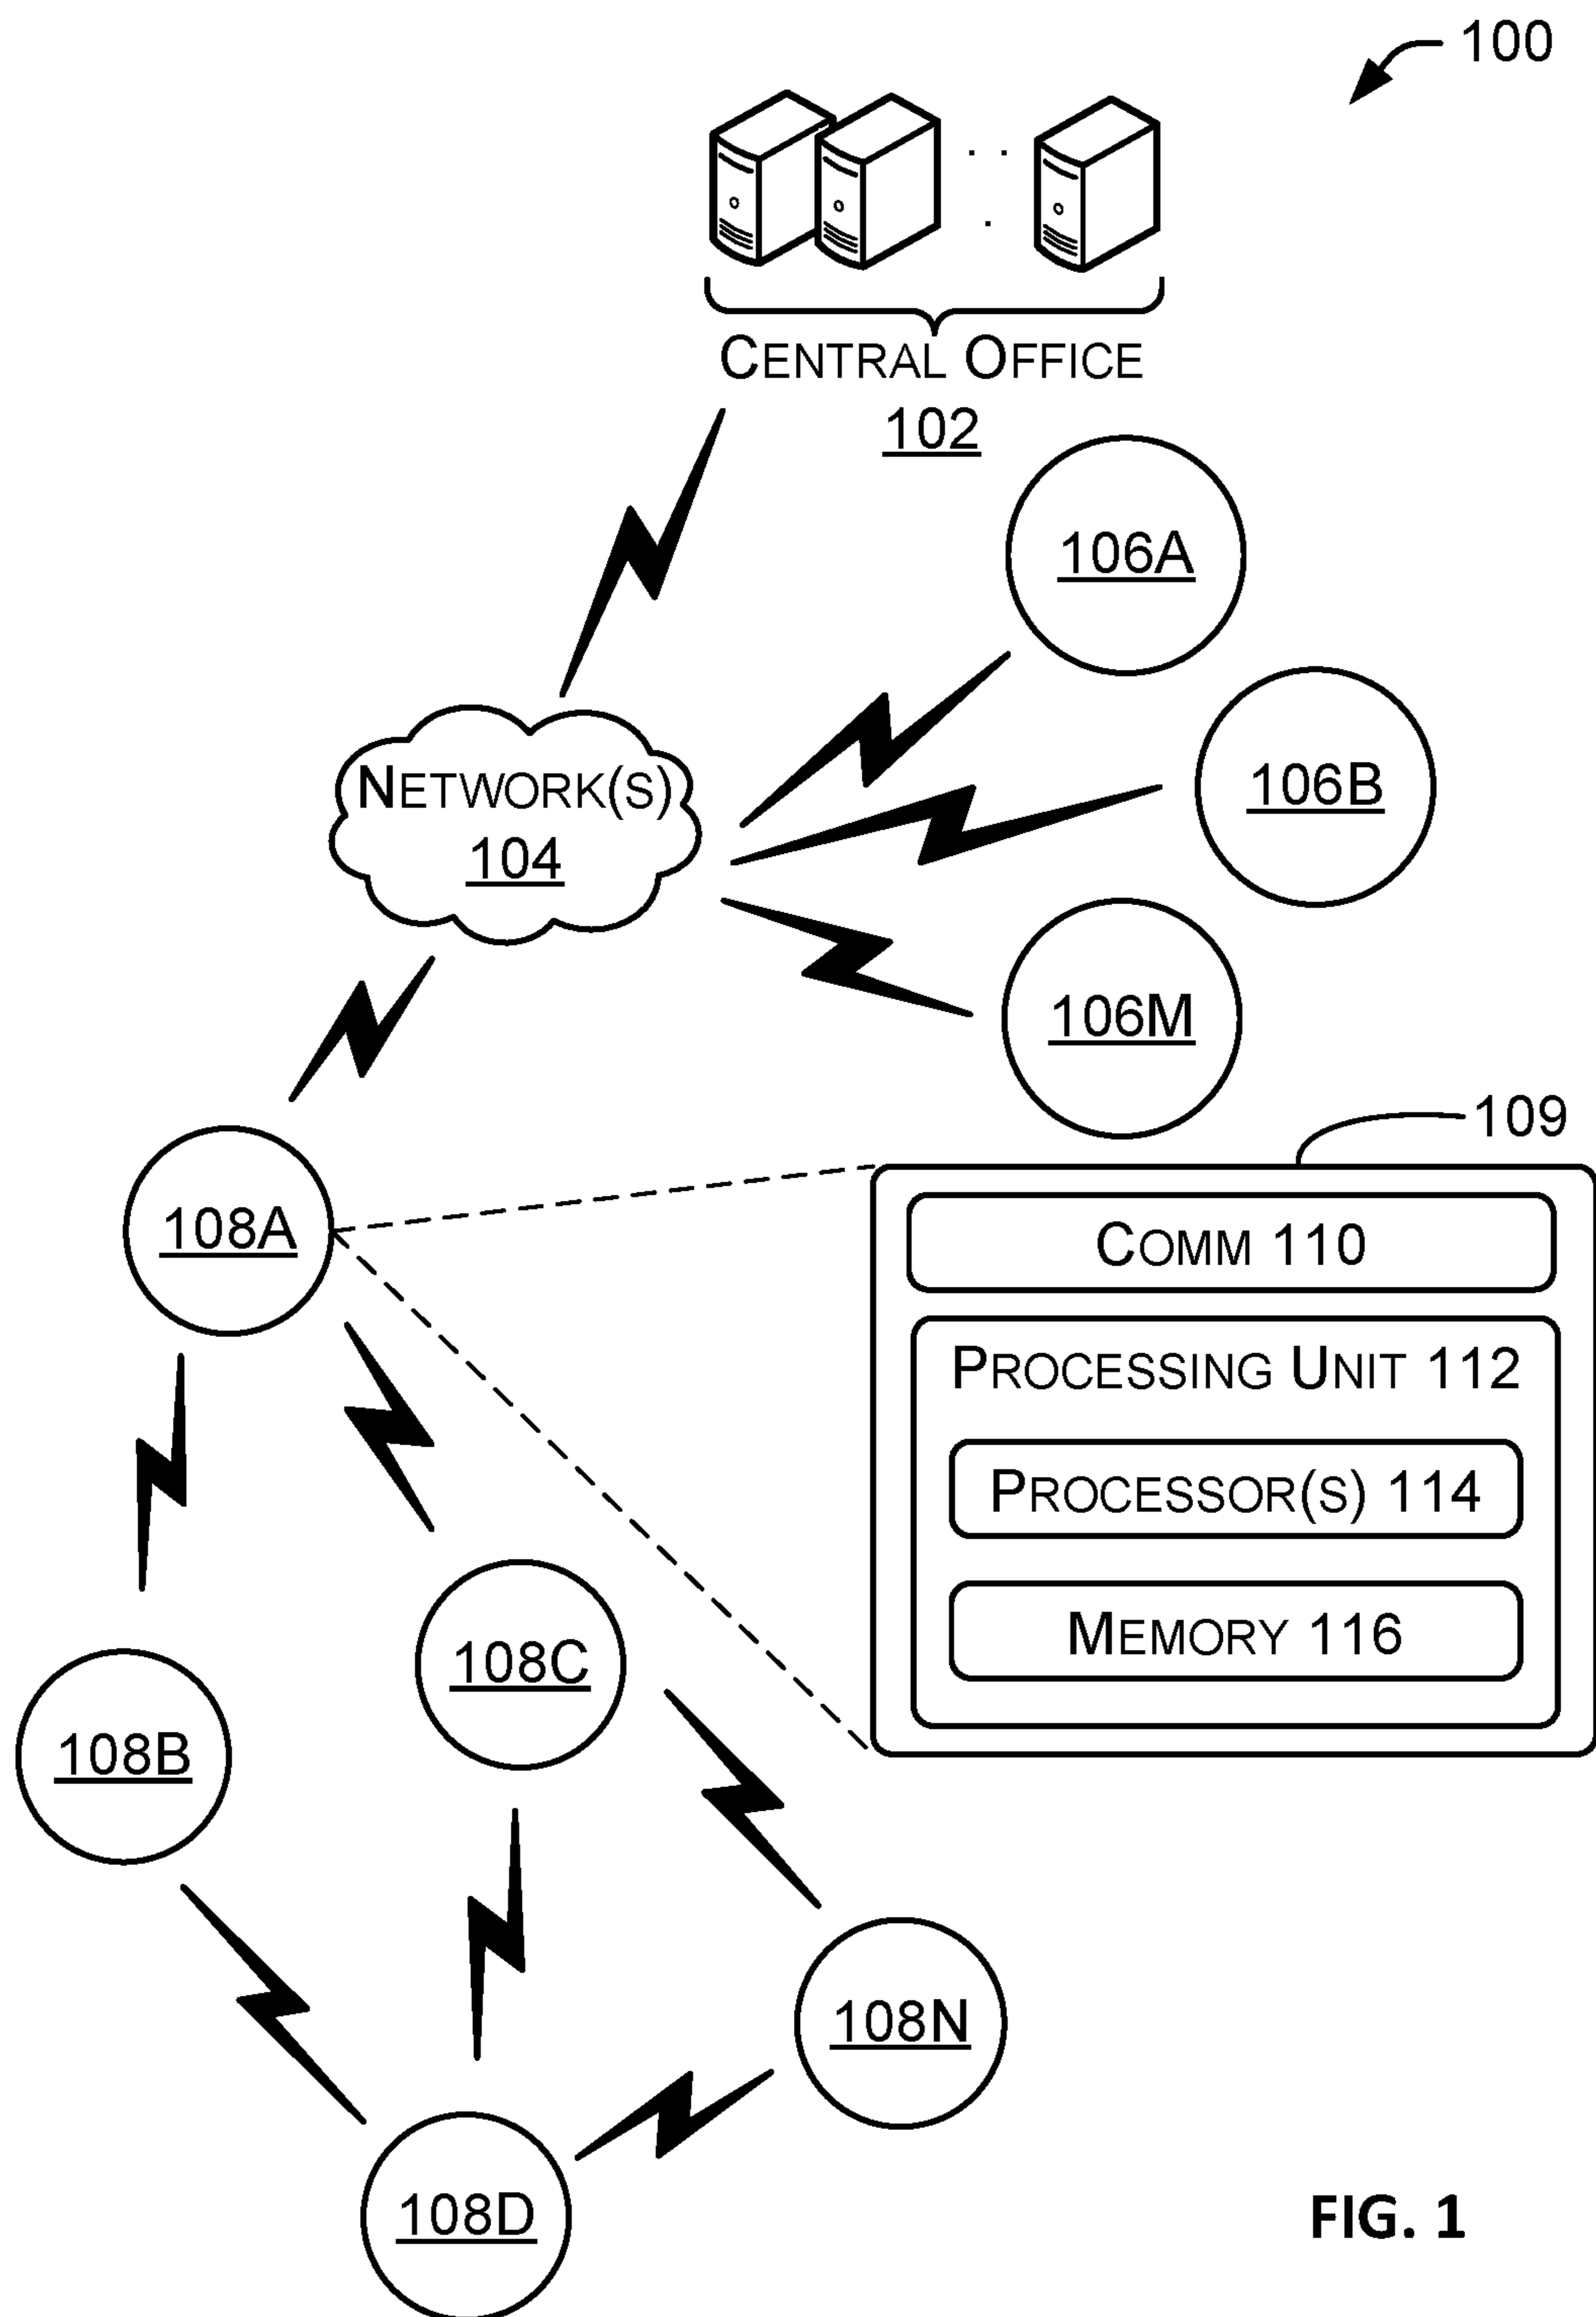 100
CENTRAL OFFICE
102
106A
NETWORK(S)
104
106B
106M
109
108A
COMM 110
PROCESSING UNIT 112
PROCESSOR(S) 114
MEMORY 116
108C
108B
108N
108D
FIG. 1